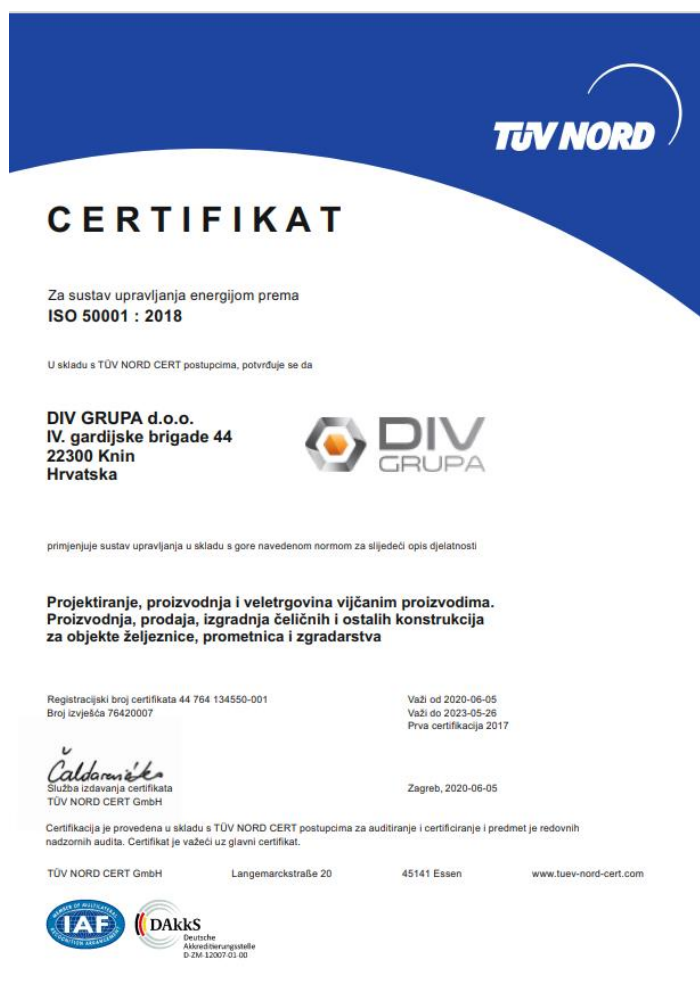 TÜV NORD
CERTIFIKAT
Za sustav upravljanja energijom prema
ISO 50001 : 2018
U skladu s TÜV NORD CERT postupcima, potvrđuje se da
DIV GRUPA d.o.o.
IV. gardijske brigade 44
22300 Knin
Hrvatska
DIV
GRUPA
primjenjuje sustav upravljanja u skladu s gore navedenom normom za slijedeći opis djelatnosti
Projektiranje, proizvodnja i veletrgovina vijčanim proizvodima.
Proizvodnja, prodaja, izgradnja čeličnih i ostalih konstrukcija
za objekte željeznice, prometnica i zgradarstva
Registracijski broj certifikata 44 764 134550-001
Broj izvješća 76420007
Važi od 2020-06-05
Važi do 2023-05-26
Prva certifikacija 2017
Služba izdavanja certifikata
TÜV NORD CERT GmbH
Zagreb, 2020-06-05
Certifikacija je provedena u skladu s TÜV NORD CERT postupcima za auditiranje i certificiranje i predmet je redovnih
nadzornih audita. Certifikat je važeći uz glavni certifikat.
TÜV NORD CERT GmbH Langemarckstraße 20 45141 Essen www.tuev-nord-cert.com
MEMBER OF MULTILATERAL
IAF
RECOGNITION ARRANGEMENT
DAkkS
Deutsche
Akkreditierungsstelle
D-ZM-12007-01-00